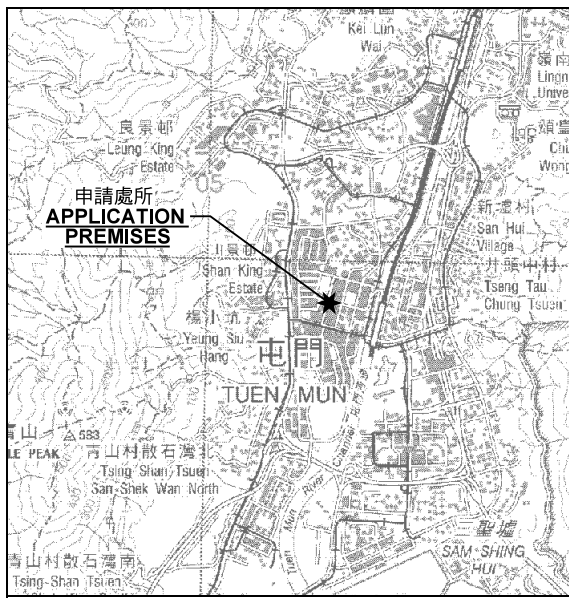 Kei Lun
Wai
嶺南
Lingn
Unive
良景邨
Leung King
Estate
05
申請處所
APPLICATION
PREMISES
新墟村
San Hui
Village
井頭中村
Tseng Tau
Chung Tsuen
Shan King
Estate
楊小坑
Yeung Siu
Hang
屯門
TUEN MUN
青山
583
LE PEAK
青山村散石灣北
Tsing Shan Tsuen
San Shek Wan North
Tuen Mun River Channel
青山村散石灣南
Tsing Shan Tsuen
聖墟
SAM SHING
HUI